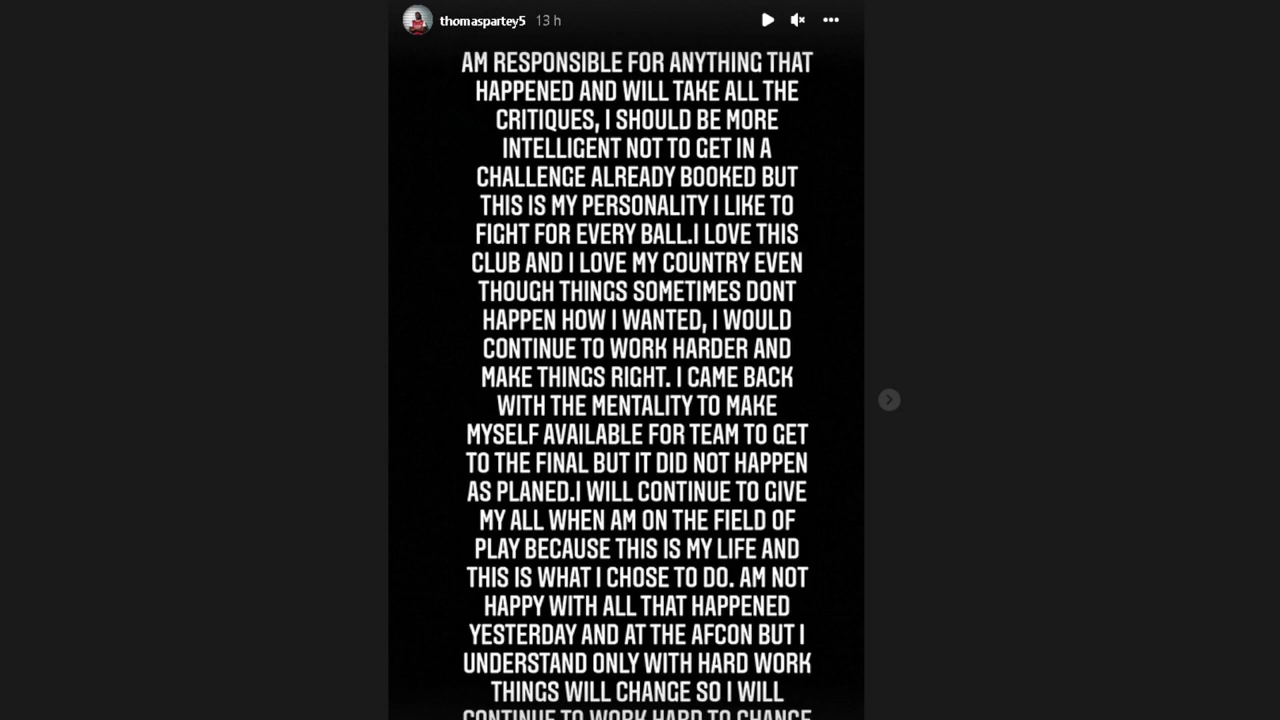 thomaspartey5 13 h
AM RESPONSIBLE FOR ANYTHING THAT
HAPPENED AND WILL TAKE ALL THE
CRITIQUES, I SHOULD BE MORE
INTELLIGENT NOT TO GET IN A
CHALLENGE ALREADY BOOKED BUT
THIS IS MY PERSONALITY I LIKE TO
FIGHT FOR EVERY BALL.I LOVE THIS
CLUB AND I LOVE MY COUNTRY EVEN
THOUGH THINGS SOMETIMES DONT
HAPPEN HOW I WANTED, I WOULD
CONTINUE TO WORK HARDER AND
MAKE THINGS RIGHT. I CAME BACK
WITH THE MENTALITY TO MAKE
MYSELF AVAILABLE FOR TEAM TO GET
TO THE FINAL BUT IT DID NOT HAPPEN
AS PLANED.I WILL CONTINUE TO GIVE
MY ALL WHEN AM ON THE FIELD OF
PLAY BECAUSE THIS IS MY LIFE AND
THIS IS WHAT I CHOSE TO DO. AM NOT
HAPPY WITH ALL THAT HAPPENED
YESTERDAY AND AT THE AFCON BUT I
UNDERSTAND ONLY WITH HARD WORK
THINGS WILL CHANGE SO I WILL
CONTINUE TO WORK HARD TO CHANGE